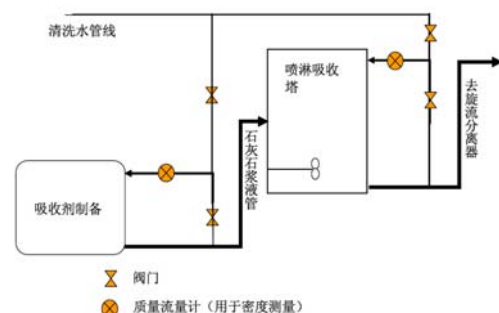 清洗水管线
喷淋吸收
塔
石灰石浆液管
去旋流分离器
吸收剂制备
阀门
质量流量计（用于密度测量）